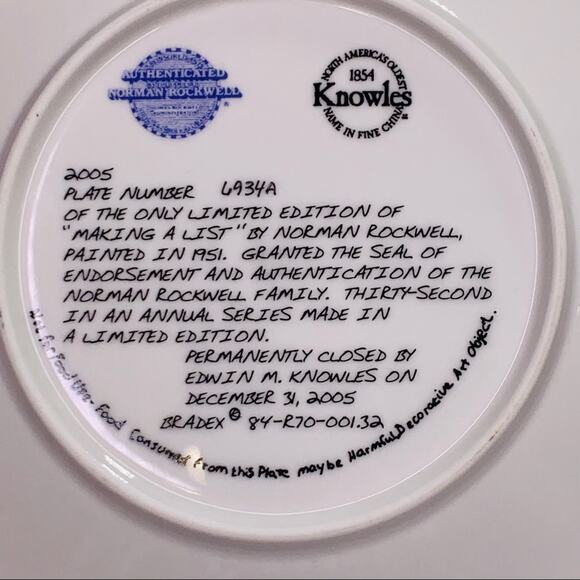 AUTHENTICATED
NORMAN ROCKWELL
NORTH AMERICA'S OLDEST
1854
Knowles
NAME IN FINE CHINA
2005
PLATE NUMBER 6934A
OF THE ONLY LIMITED EDITION OF
"MAKING A LIST" BY NORMAN ROCKWELL,
PAINTED IN 1951. GRANTED THE SEAL OF
ENDORSEMENT AND AUTHENTICATION OF THE
NORMAN ROCKWELL FAMILY. THIRTY-SECOND
IN AN ANNUAL SERIES MADE IN
A LIMITED EDITION.
PERMANENTLY CLOSED BY
EDWIN M. KNOWLES ON
DECEMBER 31, 2005
BRADEX © 84-R70-001.32
Not for Food Use. Food Consumed from this Plate may be Harmful. Decorative Art Object.